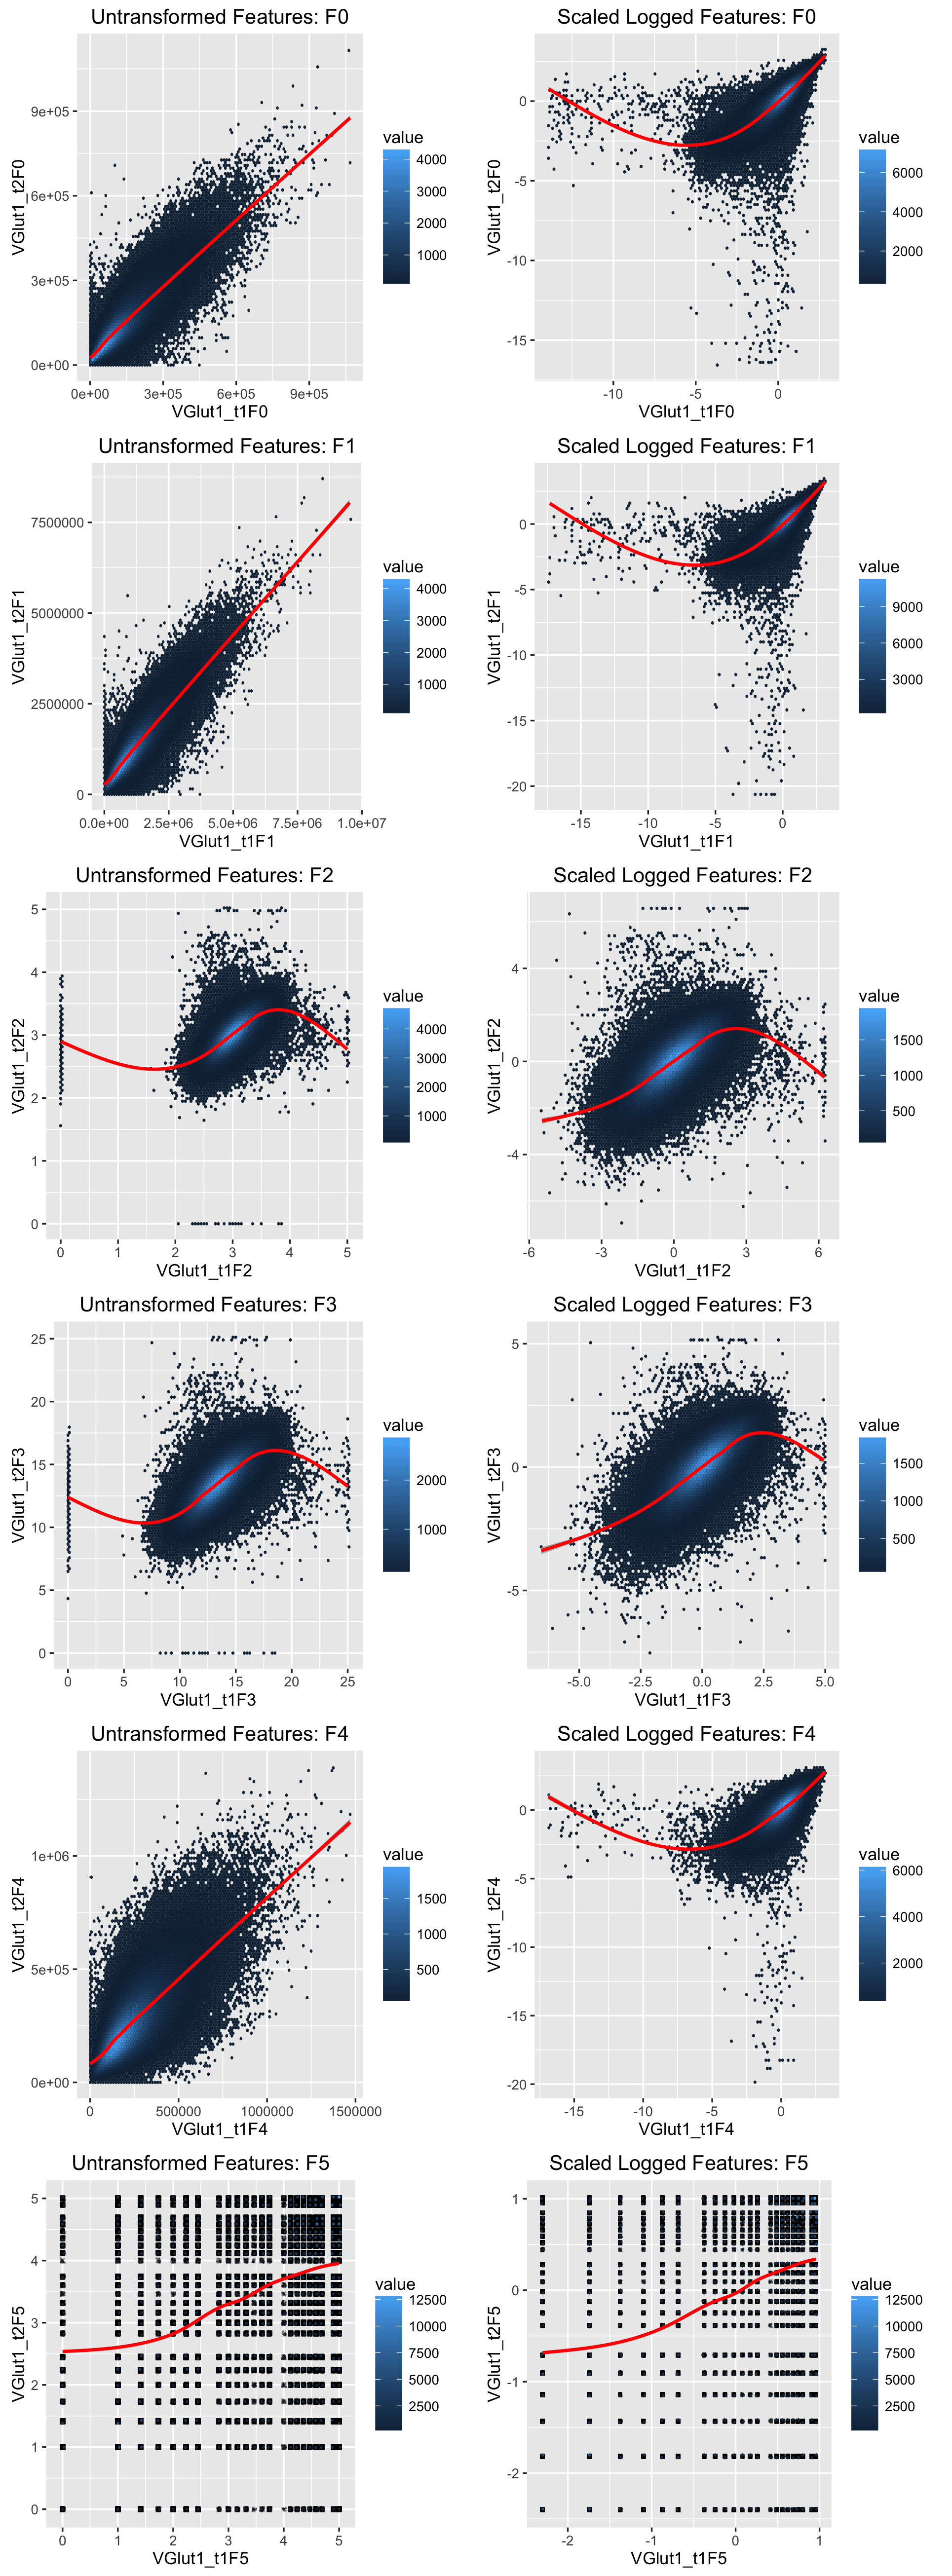 Untransformed Features: F0
VGlut1_t2F0
9e+05
6e+05
3e+05
0e+00
0e+00 3e+05 6e+05 9e+05
VGlut1_t1F0
value
4000
3000
2000
1000
Scaled Logged Features: F0
VGlut1_t2F0
0
-5
-10
-15
-10 -5 0
VGlut1_t1F0
value
6000
4000
2000
Untransformed Features: F1
VGlut1_t2F1
7500000
5000000
2500000
0
0.0e+00 2.5e+06 5.0e+06 7.5e+06 1.0e+07
VGlut1_t1F1
value
4000
3000
2000
1000
Scaled Logged Features: F1
VGlut1_t2F1
0
-5
-10
-15
-20
-15 -10 -5 0
VGlut1_t1F1
value
9000
6000
3000
Untransformed Features: F2
VGlut1_t2F2
5
4
3
2
1
0
0 1 2 3 4 5
VGlut1_t1F2
value
4000
3000
2000
1000
Scaled Logged Features: F2
VGlut1_t2F2
4
0
-4
-6 -3 0 3 6
VGlut1_t1F2
value
1500
1000
500
Untransformed Features: F3
VGlut1_t2F3
25
20
15
10
5
0
0 5 10 15 20 25
VGlut1_t1F3
value
2000
1000
Scaled Logged Features: F3
VGlut1_t2F3
5
0
-5
-5.0 -2.5 0.0 2.5 5.0
VGlut1_t1F3
value
1500
1000
500
Untransformed Features: F4
VGlut1_t2F4
1e+06
5e+05
0e+00
0 500000 1000000 1500000
VGlut1_t1F4
value
1500
1000
500
Scaled Logged Features: F4
VGlut1_t2F4
0
-5
-10
-15
-20
-15 -10 -5 0
VGlut1_t1F4
value
6000
4000
2000
Untransformed Features: F5
VGlut1_t2F5
5
4
3
2
1
0
0 1 2 3 4 5
VGlut1_t1F5
value
12500
10000
7500
5000
2500
Scaled Logged Features: F5
VGlut1_t2F5
1
0
-1
-2
-2 -1 0 1
VGlut1_t1F5
value
12500
10000
7500
5000
2500